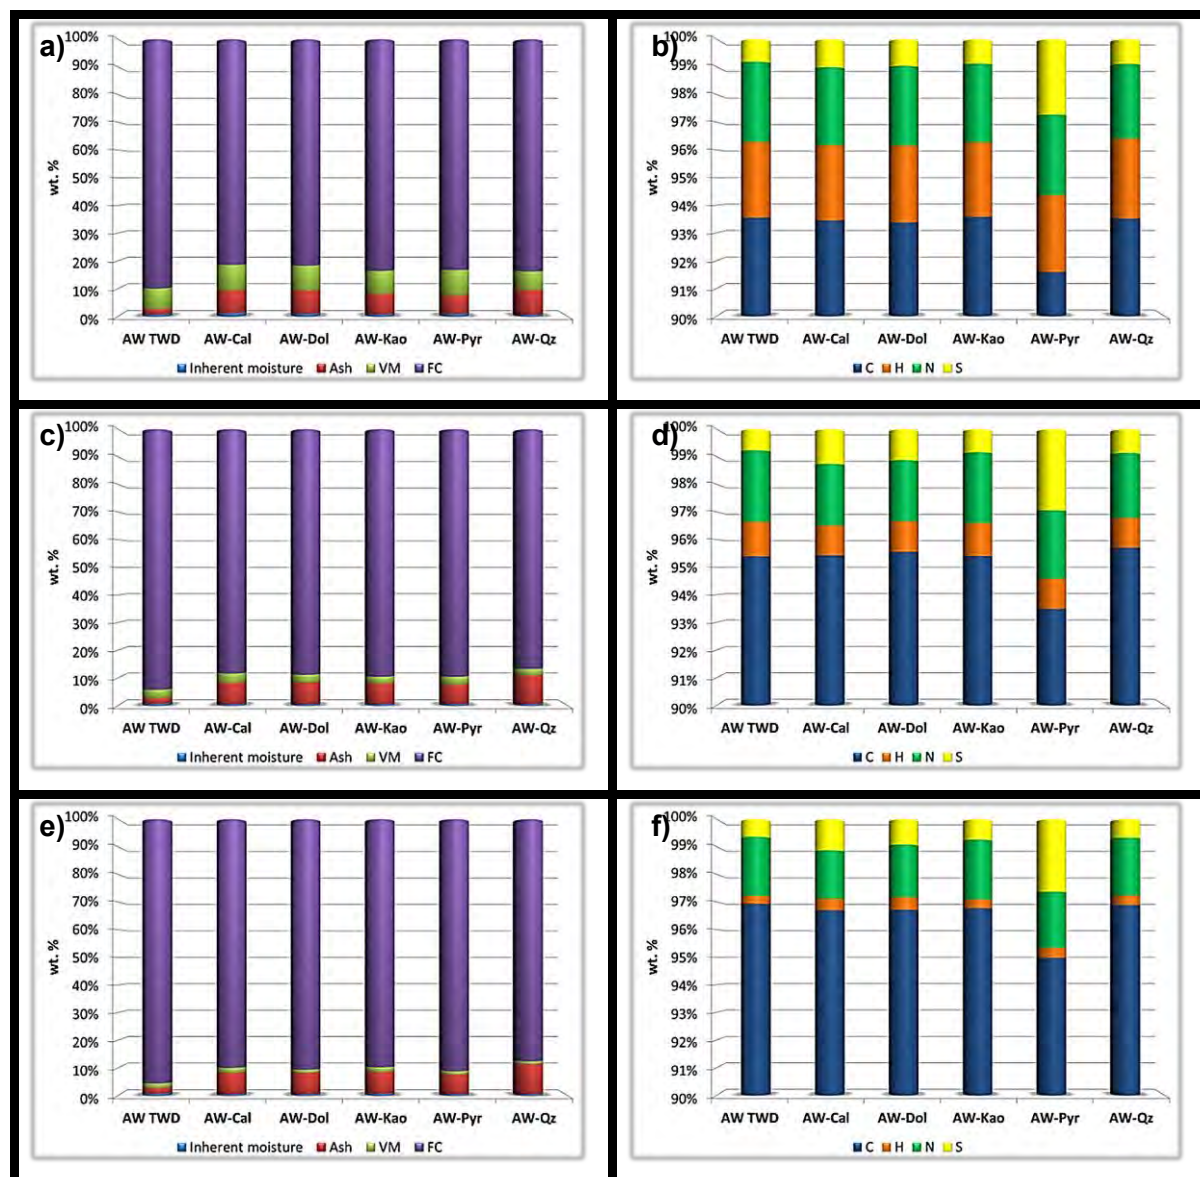 a)
100%
90%
80%
70%
60%
50%
40%
30%
20%
10%
0%
wt. %
AW TWD AW-Cal AW-Dol AW-Kao AW-Pyr AW-Qz
Inherent moisture Ash VM FC
b)
100%
99%
98%
97%
96%
95%
94%
93%
92%
91%
90%
wt. %
AW TWD AW-Cal AW-Dol AW-Kao AW-Pyr AW-Qz
C H N S
c)
100%
90%
80%
70%
60%
50%
40%
30%
20%
10%
0%
wt. %
AW TWD AW-Cal AW-Dol AW-Kao AW-Pyr AW-Qz
Inherent moisture Ash VM FC
d)
100%
99%
98%
97%
96%
95%
94%
93%
92%
91%
90%
wt. %
AW TWD AW-Cal AW-Dol AW-Kao AW-Pyr AW-Qz
C H N S
e)
100%
90%
80%
70%
60%
50%
40%
30%
20%
10%
0%
wt. %
AW TWD AW-Cal AW-Dol AW-Kao AW-Pyr AW-Qz
Inherent moisture Ash VM FC
f)
100%
99%
98%
97%
96%
95%
94%
93%
92%
91%
90%
wt. %
AW TWD AW-Cal AW-Dol AW-Kao AW-Pyr AW-Qz
C H N S